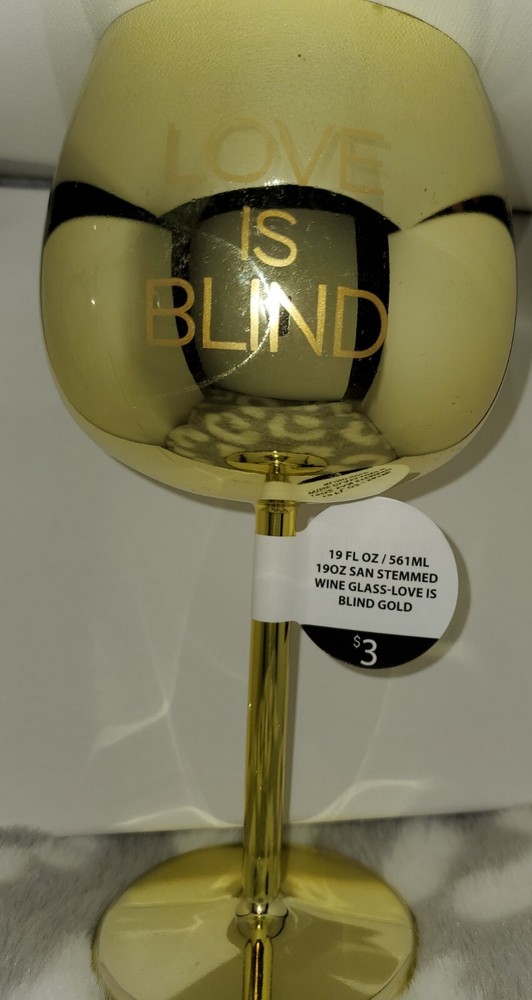 LOVE
IS
BLIND
19 FL OZ / 561ML
19OZ SAN STEMMED
WINE GLASS-LOVE IS
BLIND GOLD
$3